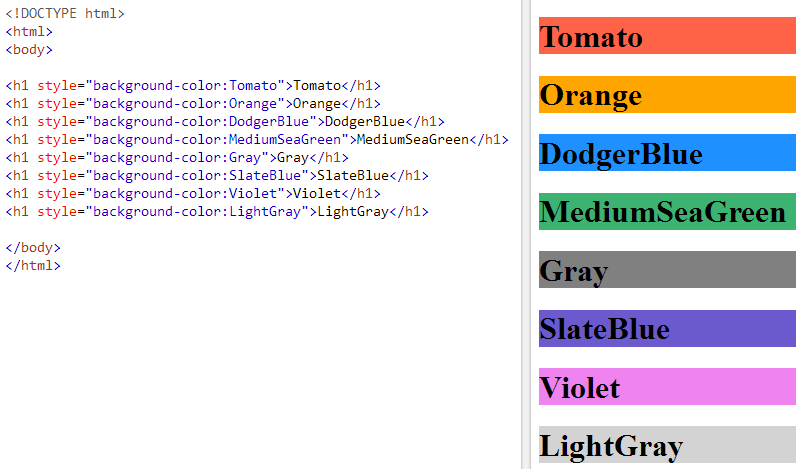 <!DOCTYPE html>
<html>
<body>
<h1 style="background-color:Tomato">Tomato</h1>
<h1 style="background-color:Orange">Orange</h1>
<h1 style="background-color:DodgerBlue">DodgerBlue</h1>
<h1 style="background-color:MediumSeaGreen">MediumSeaGreen</h1>
<h1 style="background-color:Gray">Gray</h1>
<h1 style="background-color:SlateBlue">SlateBlue</h1>
<h1 style="background-color:Violet">Violet</h1>
<h1 style="background-color:LightGray">LightGray</h1>
</body>
</html>
Tomato
Orange
DodgerBlue
MediumSeaGreen
Gray
SlateBlue
Violet
LightGray